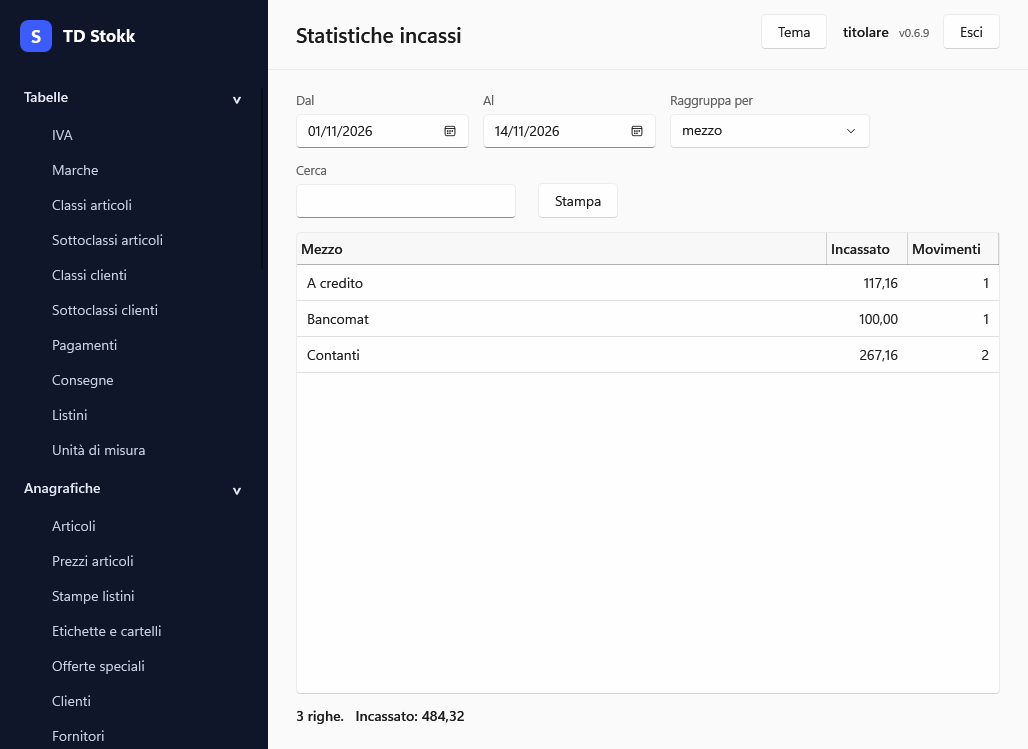 S TD Stokk
Tabelle v
IVA
Marche
Classi articoli
Sottoclassi articoli
Classi clienti
Sottoclassi clienti
Pagamenti
Consegne
Listini
Unità di misura
Anagrafiche v
Articoli
Prezzi articoli
Stampe listini
Etichette e cartelli
Offerte speciali
Clienti
Fornitori
Statistiche incassi
Tema titolare v0.6.9 Esci
Dal Al Raggruppa per
01/11/2026 14/11/2026 mezzo
Cerca
Stampa
Mezzo Incassato Movimenti
A credito 117,16 1
Bancomat 100,00 1
Contanti 267,16 2
3 righe. Incassato: 484,32